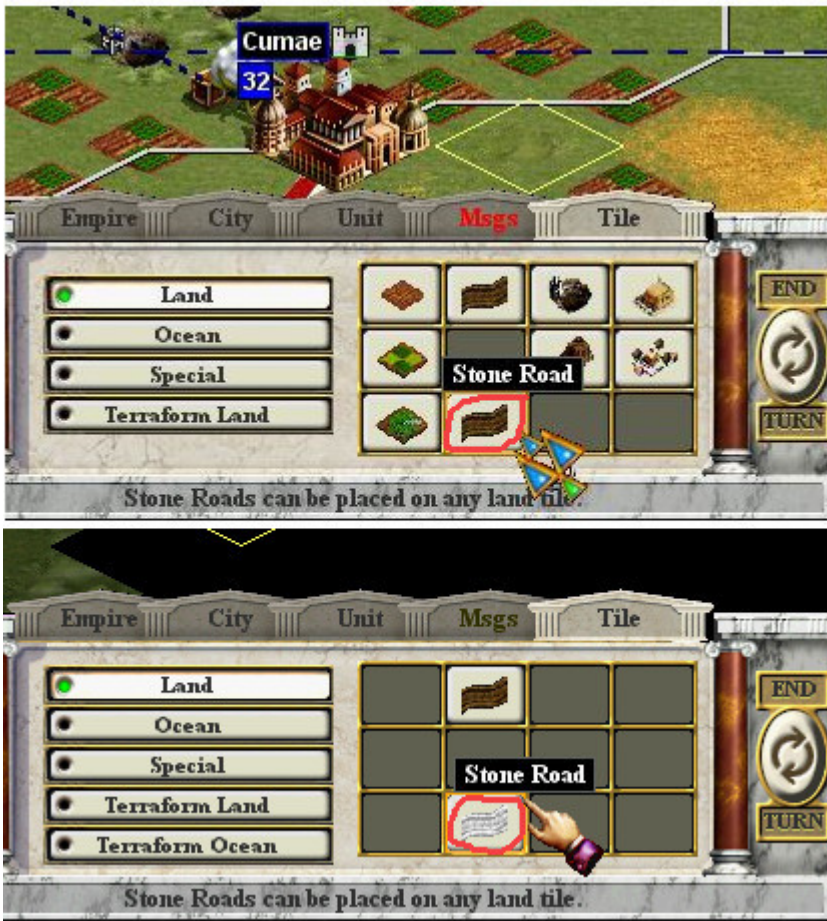 Cumae
32
Empire City Unit Msgs Tile
Land
Ocean
Special
Terraform Land
Stone Road
END
TURN
Stone Roads can be placed on any land tile.
Empire City Unit Msgs Tile
Land
Ocean
Special
Terraform Land
Terraform Ocean
Stone Road
END
TURN
Stone Roads can be placed on any land tile.